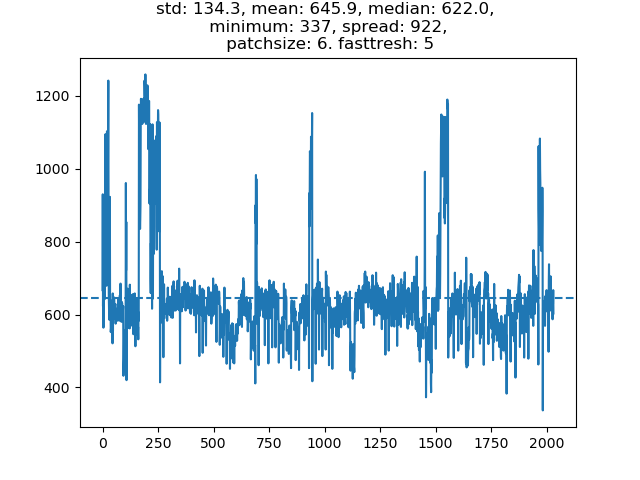 std: 134.3, mean: 645.9, median: 622.0,
minimum: 337, spread: 922,
patchsize: 6. fasttresh: 5
1200
1000
800
600
400
0 250 500 750 1000 1250 1500 1750 2000